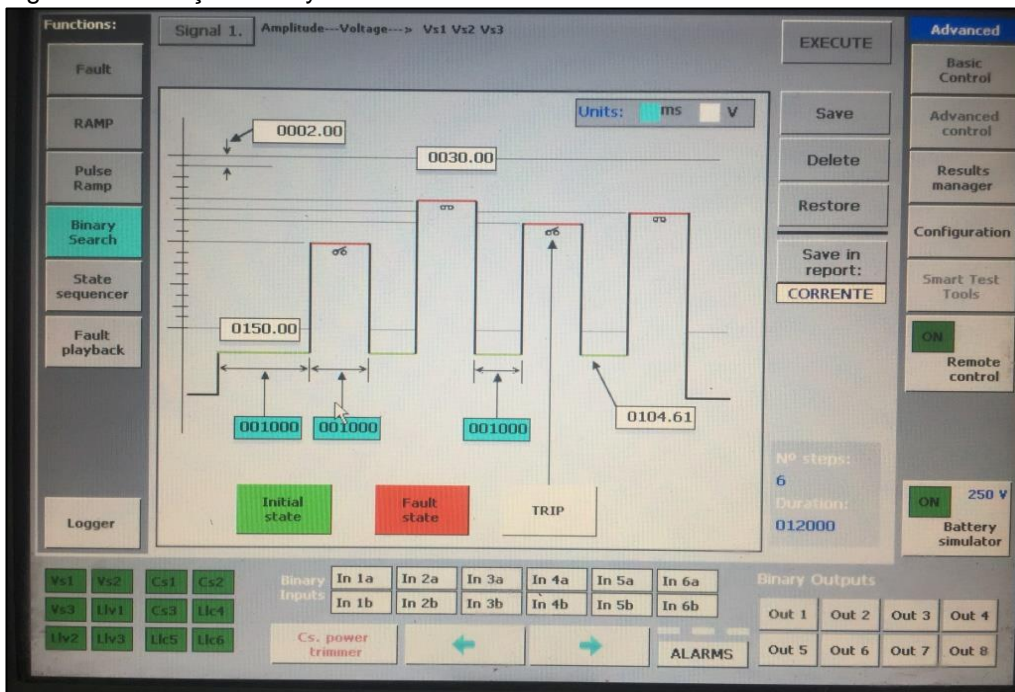 Functions:
Signal 1.
Amplitude---Voltage---> Vs1 Vs2 Vs3
EXECUTE
Advanced
Fault
RAMP
Pulse
Ramp
Binary
Search
State
sequencer
Fault
playback
Logger
Units: ms V
0002.00
0030.00
0150.00
001000
001000
001000
0104.61
Initial
state
Fault
state
TRIP
Save
Delete
Restore
Save in
report:
CORRENTE
Nº steps:
6
Duration:
012000
Basic
Control
Advanced
control
Results
manager
Configuration
Smart Test
Tools
ON
Remote
control
ON 250 V
Battery
simulator
Vs1 Vs2 Cs1 Cs2
Vs3 Llv1 Cs3 Llc4
Llv2 Llv3 Llc5 Llc6
Binary
Inputs
In 1a In 2a In 3a In 4a In 5a In 6a
In 1b In 2b In 3b In 4b In 5b In 6b
Cs. power
trimmer
ALARMS
Binary Outputs
Out 1 Out 2 Out 3 Out 4
Out 5 Out 6 Out 7 Out 8